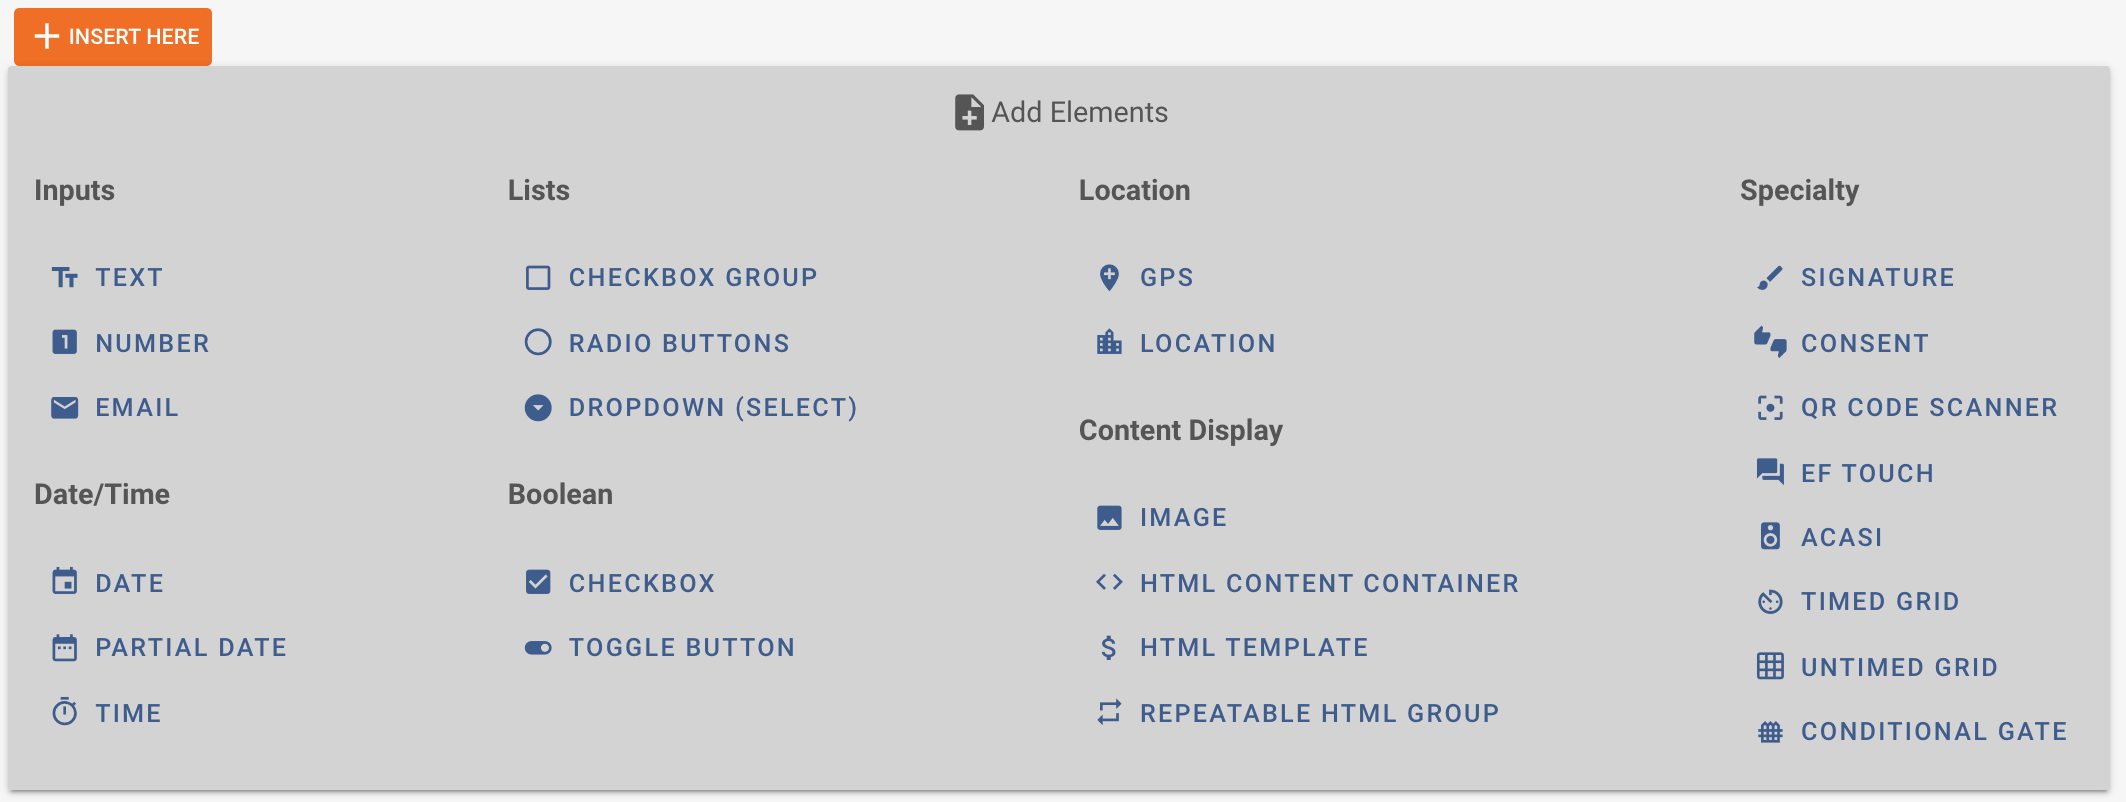 INSERT HERE
Add Elements
Inputs
TEXT
1 NUMBER
EMAIL
Date/Time
DATE
PARTIAL DATE
TIME
Lists
CHECKBOX GROUP
RADIO BUTTONS
DROPDOWN (SELECT)
Boolean
CHECKBOX
TOGGLE BUTTON
Location
GPS
LOCATION
Content Display
IMAGE
HTML CONTENT CONTAINER
HTML TEMPLATE
REPEATABLE HTML GROUP
Specialty
SIGNATURE
CONSENT
QR CODE SCANNER
EF TOUCH
ACASI
TIMED GRID
UNTIMED GRID
CONDITIONAL GATE